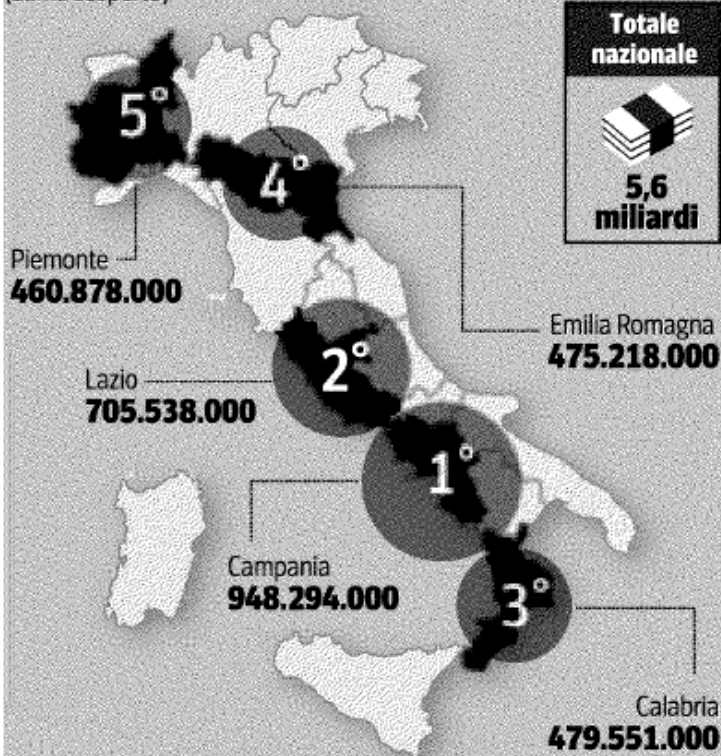 Totale
nazionale
5,6
miliardi
5°
4°
Piemonte
460.878.000
Emilia Romagna
475.218.000
2°
Lazio
705.538.000
1°
Campania
948.294.000
3°
Calabria
479.551.000